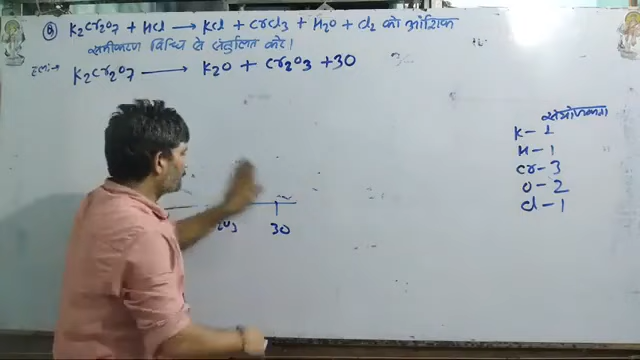 (B) K2Cr2O7 + HCl → KCl + CrCl3 + H2O + Cl2 को आंशिक
समीकरण विधि से संतुलित करें।
हल:→ K2Cr2O7 → K2O + Cr2O3 + 3O
संयोजकता
K - 1
H - 1
Cr - 3
O - 2
Cl - 1
3O